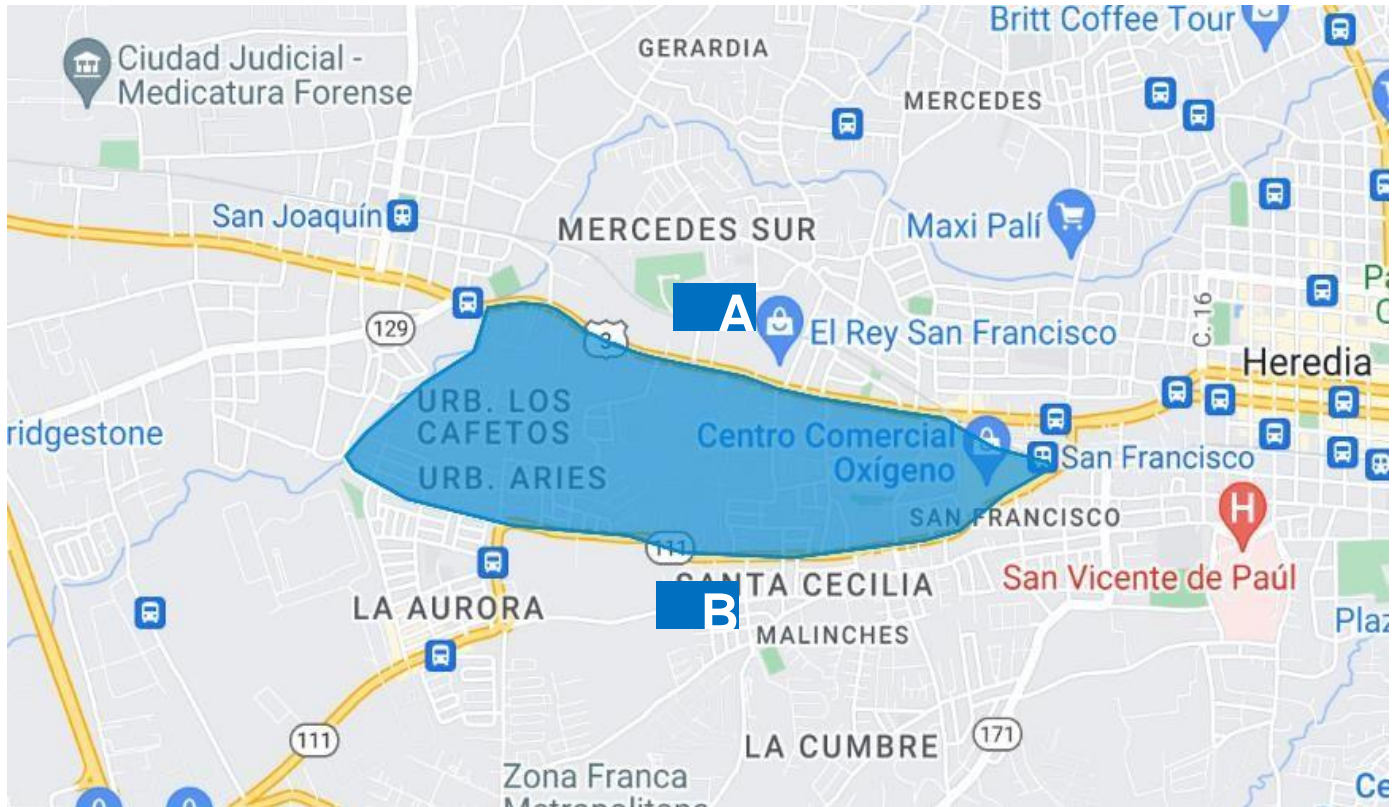 Britt Coffee Tour
Ciudad Judicial -
Medicatura Forense
GERARDIA
MERCEDES
San Joaquín
MERCEDES SUR
Maxi Palí
A
C. 16
129
3
El Rey San Francisco
Heredia
URB. LOS
CAFETOS
ridgestone
Centro Comercial
Oxígeno
San Francisco
URB. ARIES
SAN FRANCISCO
111
SANTA CECILIA
San Vicente de Paúl
H
B
LA AURORA
MALINCHES
Plaz
111
LA CUMBRE
171
Zona Franca